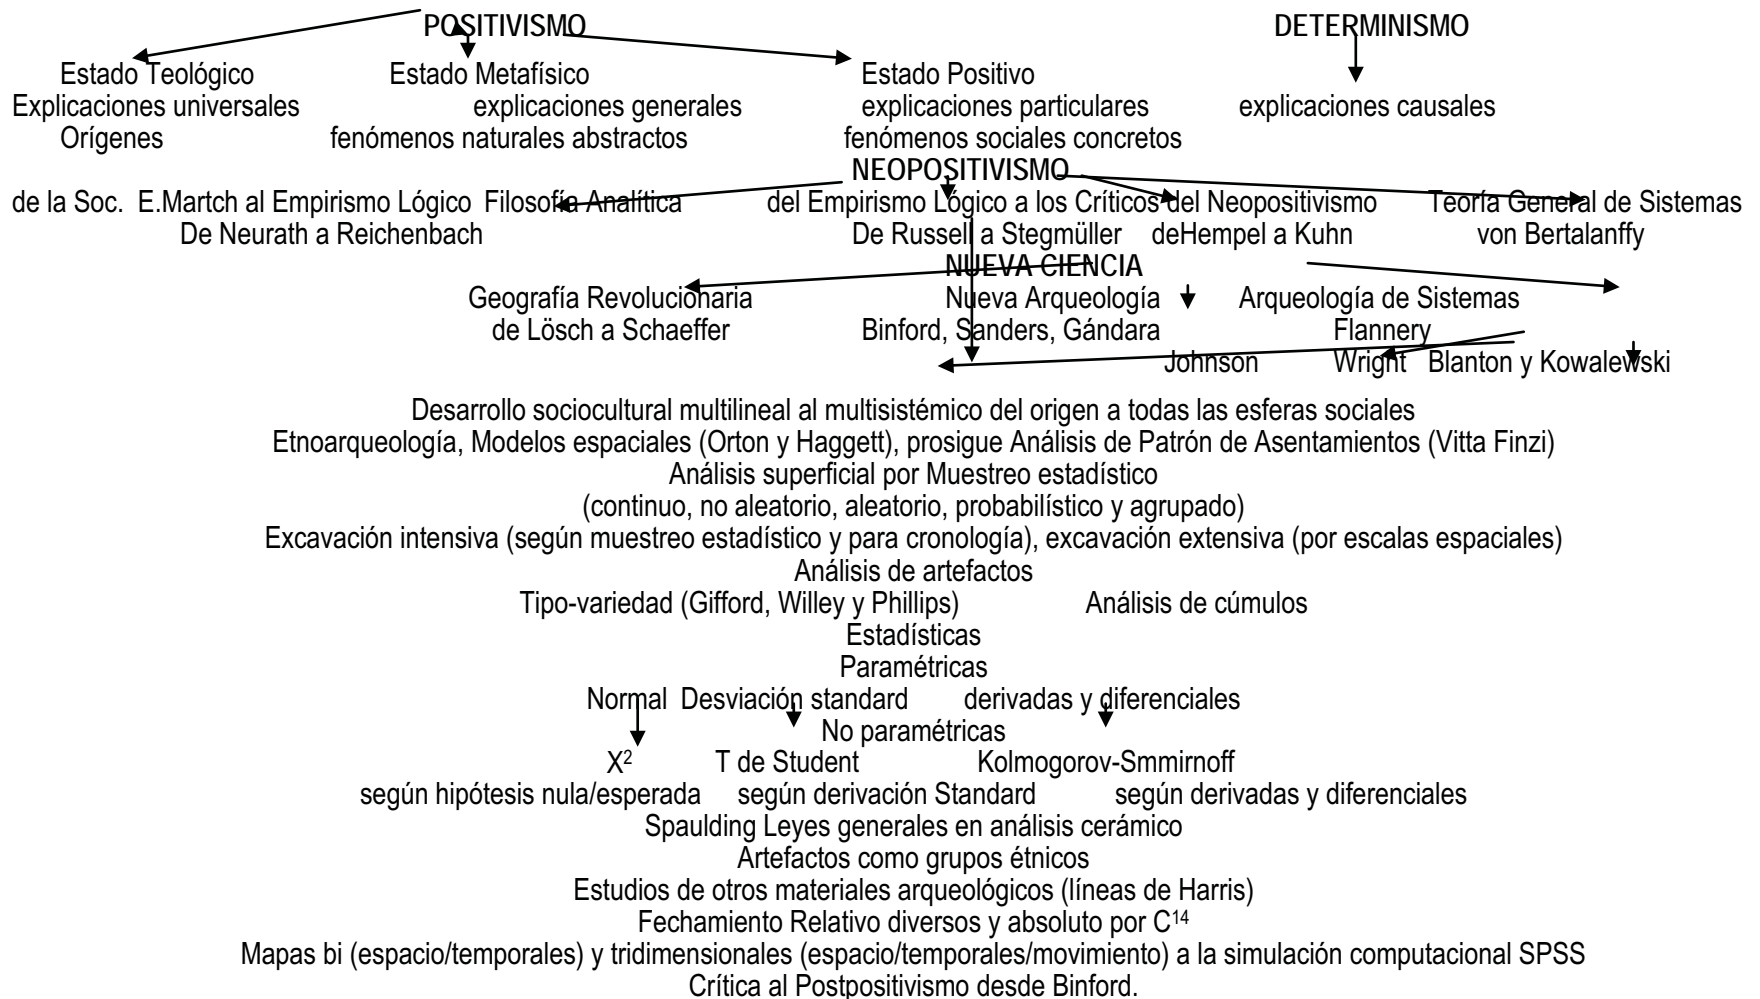 POSITIVISMO DETERMINISMO
Estado Teológico Estado Metafísico Estado Positivo
Explicaciones universales explicaciones generales explicaciones particulares explicaciones causales
Orígenes fenómenos naturales abstractos fenómenos sociales concretos
NEOPOSITIVISMO
de la Soc. E.Martch al Empirismo Lógico Filosofía Analítica del Empirismo Lógico a los Críticos del Neopositivismo Teoría General de Sistemas
De Neurath a Reichenbach De Russell a Stegmüller deHempel a Kuhn von Bertalanffy
NUEVA CIENCIA
Geografía Revolucionaria Nueva Arqueología Arqueología de Sistemas
de Lösch a Schaeffer Binford, Sanders, Gándara Flannery
Johnson Wright Blanton y Kowalewski
Desarrollo sociocultural multilineal al multisistémico del origen a todas las esferas sociales
Etnoarqueología, Modelos espaciales (Orton y Haggett), prosigue Análisis de Patrón de Asentamientos (Vitta Finzi)
Análisis superficial por Muestreo estadístico
(continuo, no aleatorio, aleatorio, probabilístico y agrupado)
Excavación intensiva (según muestreo estadístico y para cronología), excavación extensiva (por escalas espaciales)
Análisis de artefactos
Tipo-variedad (Gifford, Willey y Phillips) Análisis de cúmulos
Estadísticas
Paramétricas
Normal Desviación standard derivadas y diferenciales
No paramétricas
X² T de Student Kolmogorov-Smmirnoff
según hipótesis nula/esperada según derivación Standard según derivadas y diferenciales
Spaulding Leyes generales en análisis cerámico
Artefactos como grupos étnicos
Estudios de otros materiales arqueológicos (líneas de Harris)
Fechamiento Relativo diversos y absoluto por C¹⁴
Mapas bi (espacio/temporales) y tridimensionales (espacio/temporales/movimiento) a la simulación computacional SPSS
Crítica al Postpositivismo desde Binford.